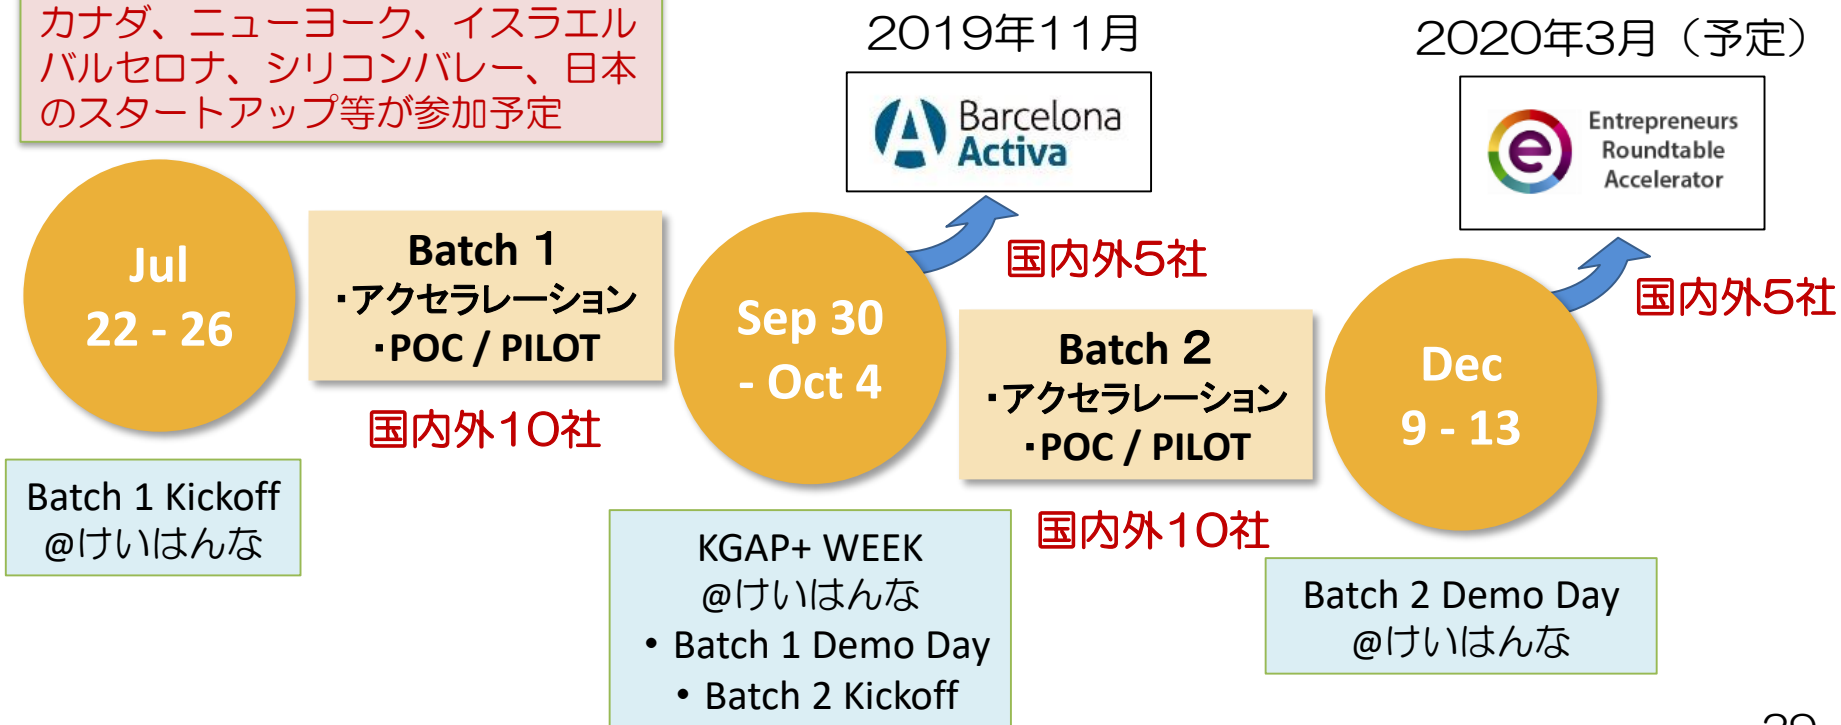 カナダ、ニューヨーク、イスラエル
バルセロナ、シリコンバレー、日本
のスタートアップ等が参加予定
2019年11月
Barcelona
Activa
2020年3月（予定）
e
Entrepreneurs
Roundtable
Accelerator
Jul
22 - 26
Batch 1
・アクセラレーション
・POC / PILOT
国内外10社
Batch 1 Kickoff
@けいはんな
Sep 30
- Oct 4
国内外5社
KGAP+ WEEK
@けいはんな
• Batch 1 Demo Day
• Batch 2 Kickoff
Batch 2
・アクセラレーション
・POC / PILOT
国内外10社
Dec
9 - 13
国内外5社
Batch 2 Demo Day
@けいはんな